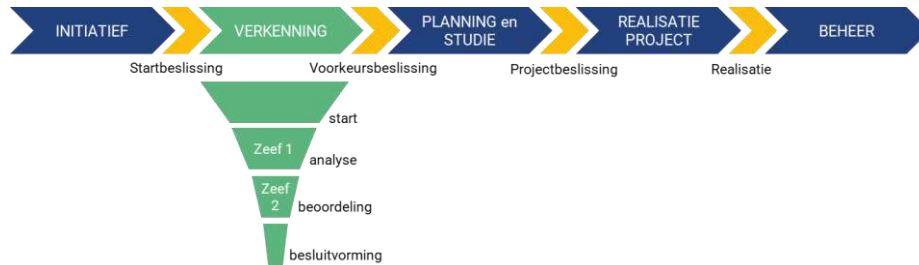 INITIATIEF
VERKENNING
PLANNING en
STUDIE
REALISATIE
PROJECT
BEHEER
Startbeslissing
Voorkeursbeslissing
Projectbeslissing
Realisatie
start
Zeef 1
analyse
Zeef
2
beoordeling
besluitvorming